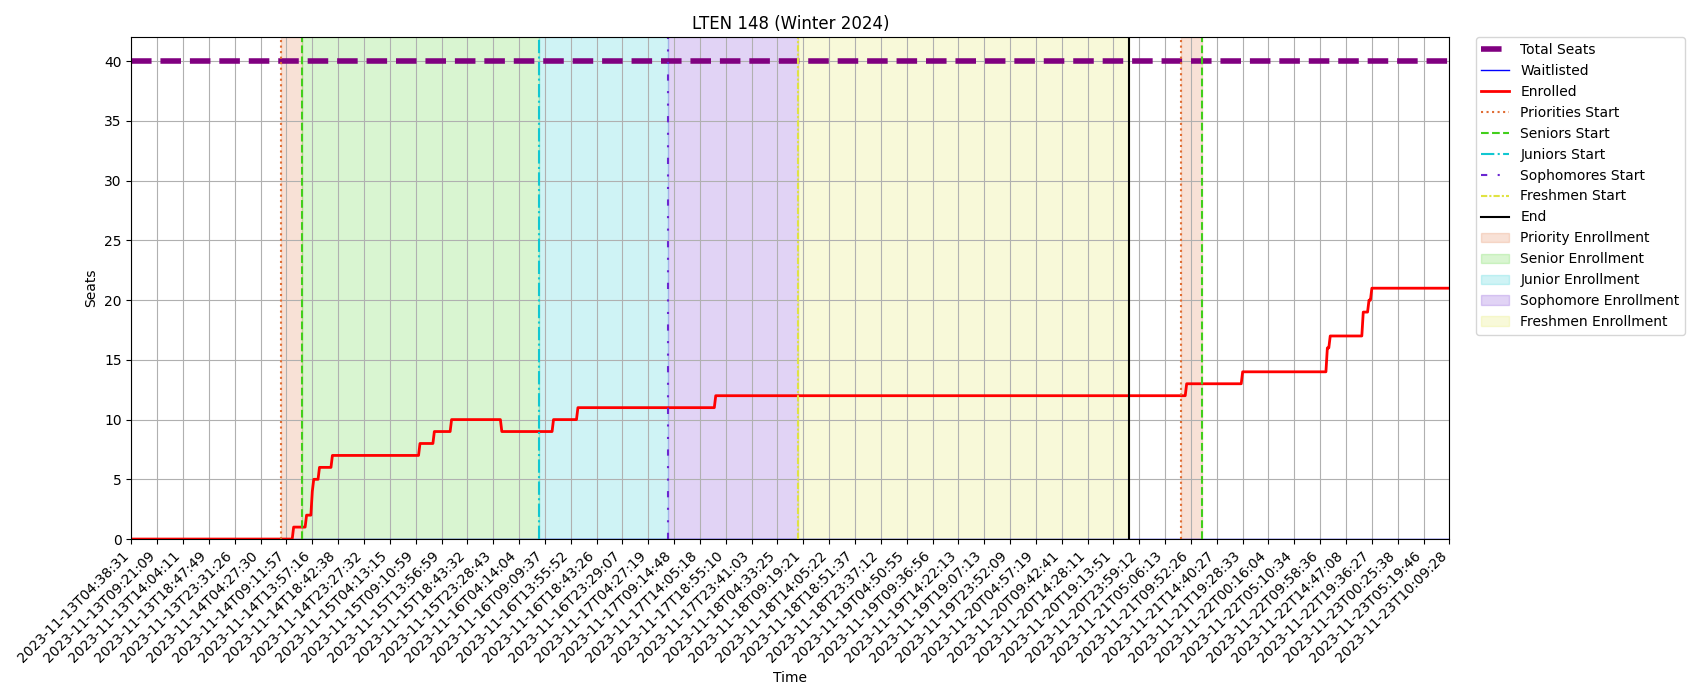 LTEN 148 (Winter 2024)
Seats
40
35
30
25
20
15
10
5
0
2023-11-13T04:38:31
2023-11-13T09:21:09
2023-11-13T14:04:11
2023-11-13T18:47:49
2023-11-13T23:31:26
2023-11-14T04:27:30
2023-11-14T09:11:57
2023-11-14T13:57:16
2023-11-14T18:42:38
2023-11-14T23:27:32
2023-11-15T04:13:15
2023-11-15T09:10:59
2023-11-15T13:56:59
2023-11-15T18:43:32
2023-11-15T23:28:43
2023-11-16T04:14:04
2023-11-16T09:09:37
2023-11-16T13:55:52
2023-11-16T18:43:26
2023-11-16T23:29:07
2023-11-17T04:27:19
2023-11-17T09:14:48
2023-11-17T14:05:18
2023-11-17T18:55:10
2023-11-17T23:41:03
2023-11-18T04:33:25
2023-11-18T09:19:21
2023-11-18T14:05:22
2023-11-18T18:51:37
2023-11-18T23:37:12
2023-11-19T04:50:55
2023-11-19T09:36:56
2023-11-19T14:22:13
2023-11-19T19:07:13
2023-11-19T23:52:09
2023-11-20T04:57:19
2023-11-20T09:42:41
2023-11-20T14:28:11
2023-11-20T19:13:51
2023-11-20T23:59:12
2023-11-21T05:06:13
2023-11-21T09:52:26
2023-11-21T14:40:27
2023-11-21T19:28:33
2023-11-22T00:16:04
2023-11-22T05:10:34
2023-11-22T09:58:36
2023-11-22T14:47:08
2023-11-22T19:36:27
2023-11-23T00:25:38
2023-11-23T05:19:46
2023-11-23T10:09:28
Time
Total Seats
Waitlisted
Enrolled
Priorities Start
Seniors Start
Juniors Start
Sophomores Start
Freshmen Start
End
Priority Enrollment
Senior Enrollment
Junior Enrollment
Sophomore Enrollment
Freshmen Enrollment